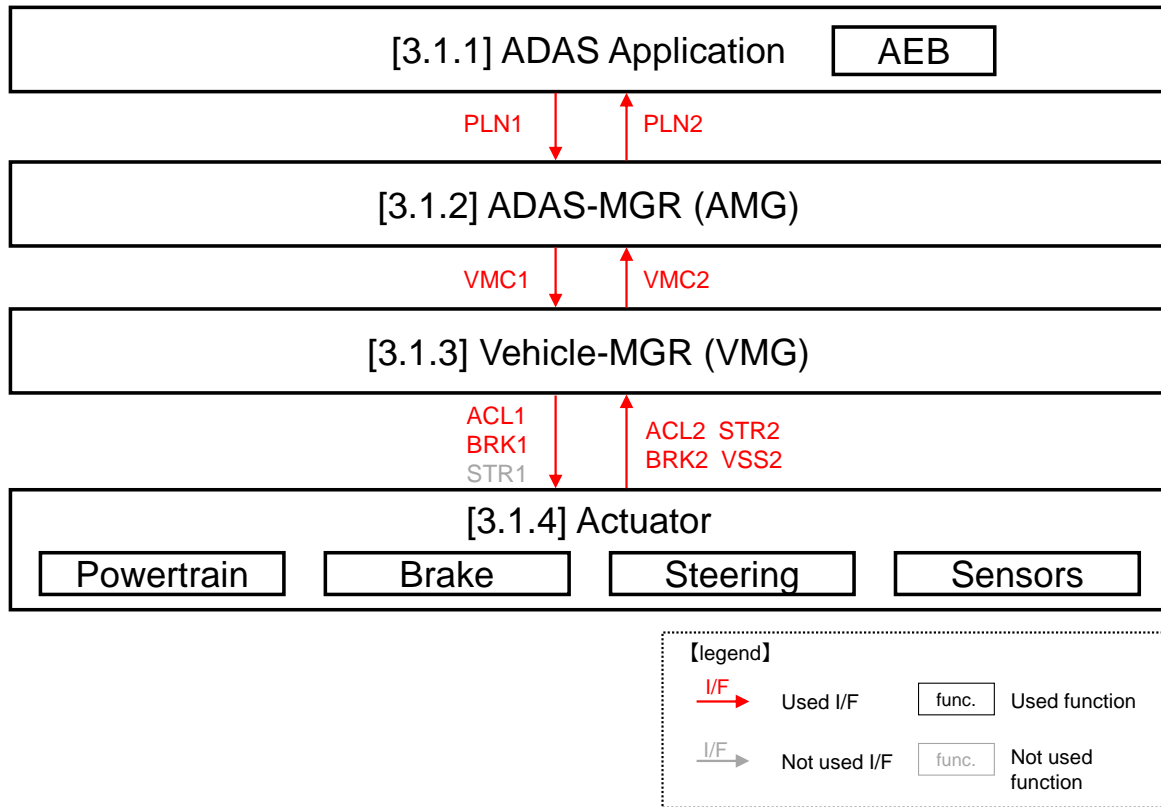 [3.1.1] ADAS Application
AEB
PLN1
PLN2
[3.1.2] ADAS-MGR (AMG)
VMC1
VMC2
[3.1.3] Vehicle-MGR (VMG)
ACL1
BRK1
STR1
ACL2 STR2
BRK2 VSS2
[3.1.4] Actuator
Powertrain
Brake
Steering
Sensors
【legend】
I/F
Used I/F
func.
Used function
I/F
Not used I/F
func.
Not used
function